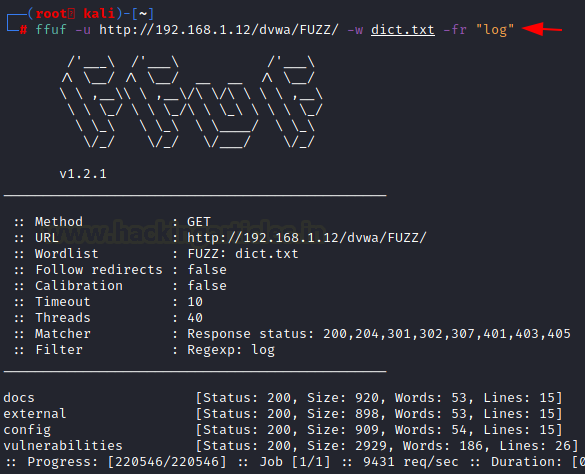 (root kali)-[~]
# ffuf -u http://192.168.1.12/dvwa/FUZZ/ -w dict.txt -fr "log"
v1.2.1
:: Method : GET
:: URL : http://192.168.1.12/dvwa/FUZZ/
:: Wordlist : FUZZ: dict.txt
:: Follow redirects : false
:: Calibration : false
:: Timeout : 10
:: Threads : 40
:: Matcher : Response status: 200,204,301,302,307,401,403,405
:: Filter : Regexp: log
www.hackingarticles.in
docs [Status: 200, Size: 920, Words: 53, Lines: 15]
external [Status: 200, Size: 898, Words: 53, Lines: 15]
config [Status: 200, Size: 909, Words: 54, Lines: 15]
vulnerabilities [Status: 200, Size: 2929, Words: 186, Lines: 26]
:: Progress: [220546/220546] :: Job [1/1] :: 9431 req/sec :: Duration: [0